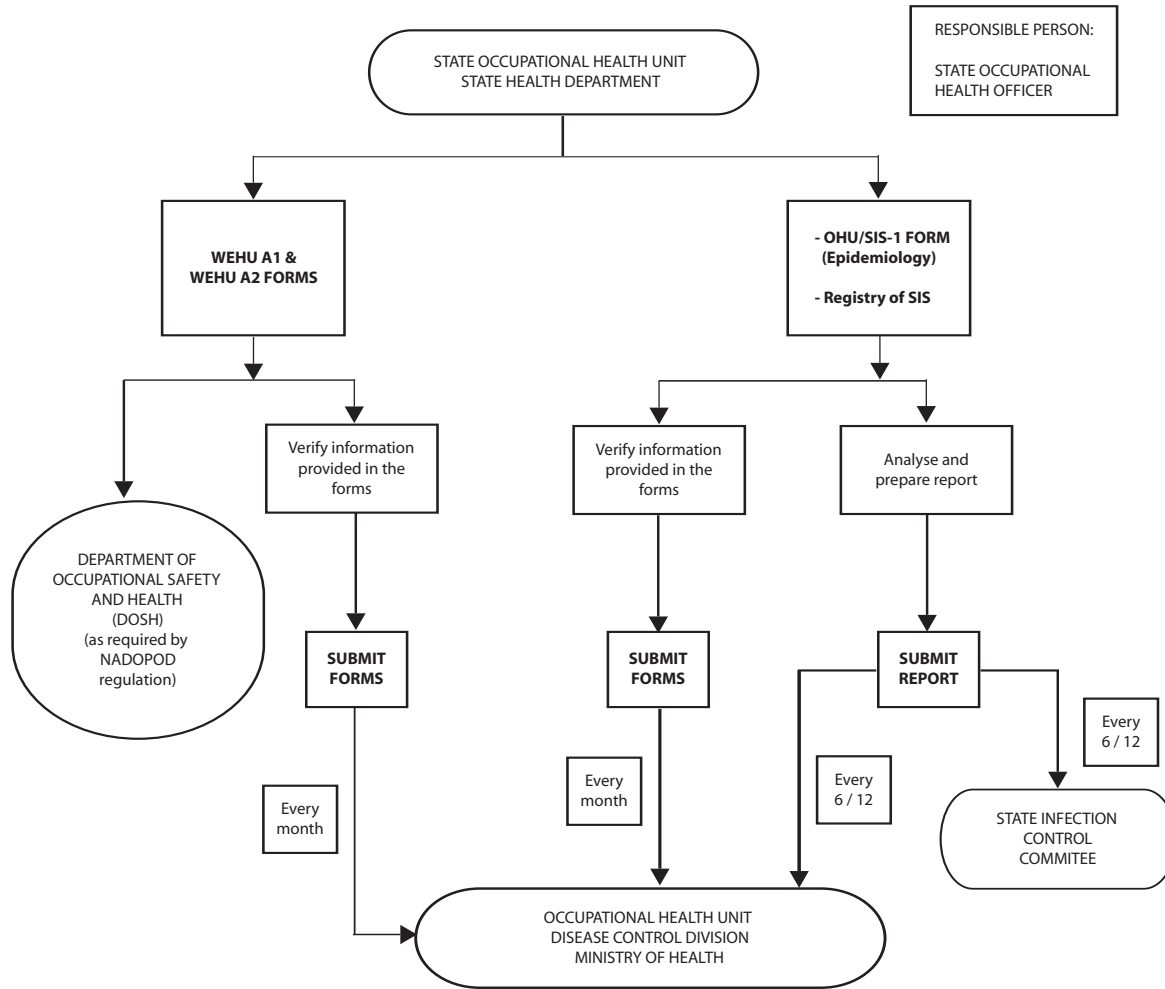 STATE OCCUPATIONAL HEALTH UNIT
STATE HEALTH DEPARTMENT
RESPONSIBLE PERSON:
STATE OCCUPATIONAL
HEALTH OFFICER
WEHU A1 &
WEHU A2 FORMS
- OHU/SIS-1 FORM
(Epidemiology)
- Registry of SIS
Verify information
provided in the
forms
Verify information
provided in the
forms
Analyse and
prepare report
DEPARTMENT OF
OCCUPATIONAL SAFETY
AND HEALTH
(DOSH)
(as required by
NADOPOD
regulation)
SUBMIT
FORMS
SUBMIT
FORMS
SUBMIT
REPORT
Every
month
Every
month
Every
6 / 12
Every
6 / 12
STATE INFECTION
CONTROL
COMMITEE
OCCUPATIONAL HEALTH UNIT
DISEASE CONTROL DIVISION
MINISTRY OF HEALTH